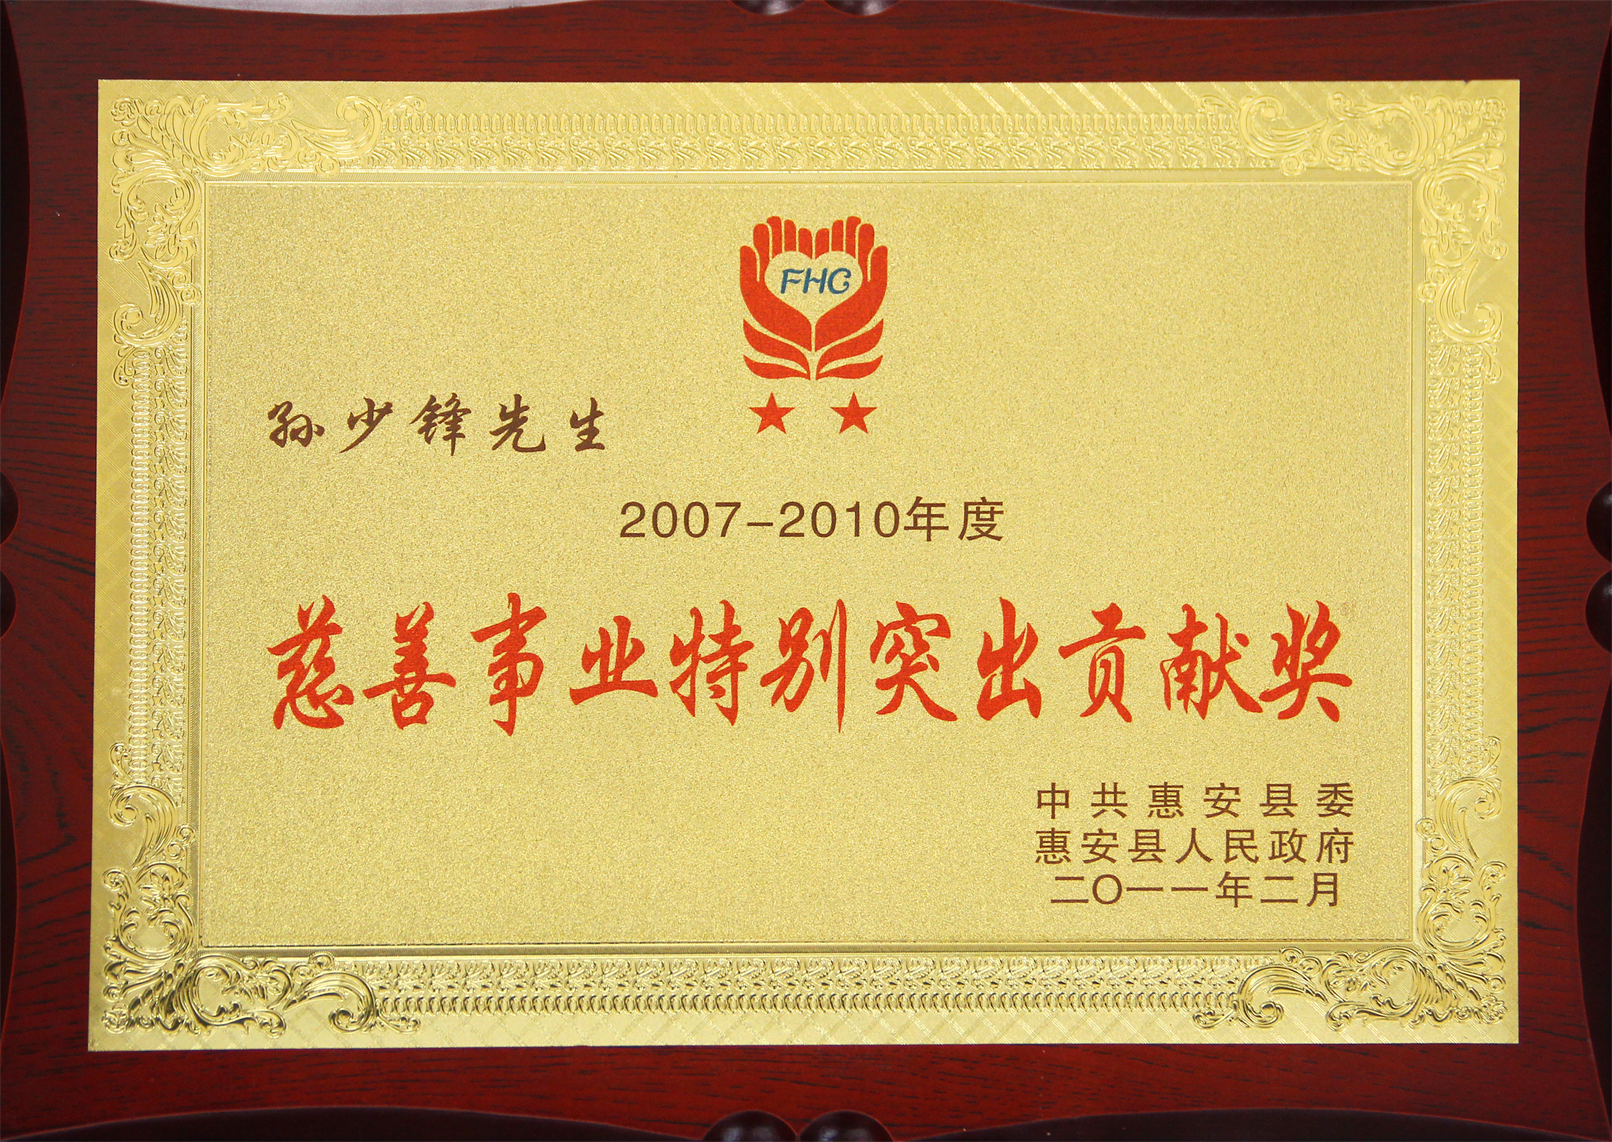 FHC
孙少锋先生
2007-2010年度
慈善事业特别突出贡献奖
中共惠安县委
惠安县人民政府
二〇一一年二月